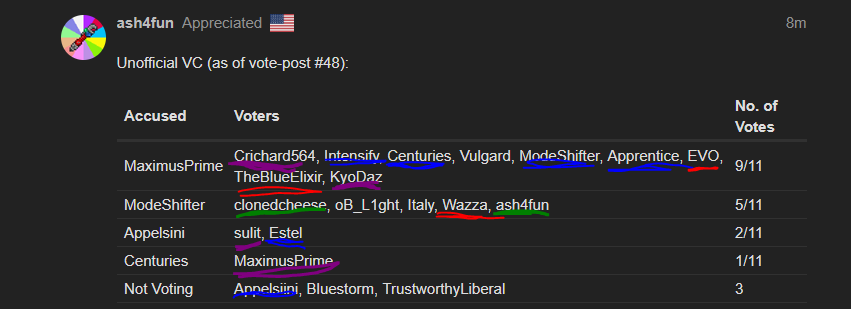 ash4fun Appreciated 8m
Unofficial VC (as of vote-post #48):
Accused Voters No. of Votes
MaximusPrime Crichard564, Intensify, Centuries, Vulgard, ModeShifter, Apprentice, EVO, 9/11
TheBlueElixir, KyoDaz
ModeShifter clonedcheese, oB_L1ght, Italy, Wazza, ash4fun 5/11
Appelsini sulit, Estel 2/11
Centuries MaximusPrime 1/11
Not Voting Appelsiini, Bluestorm, TrustworthyLiberal 3